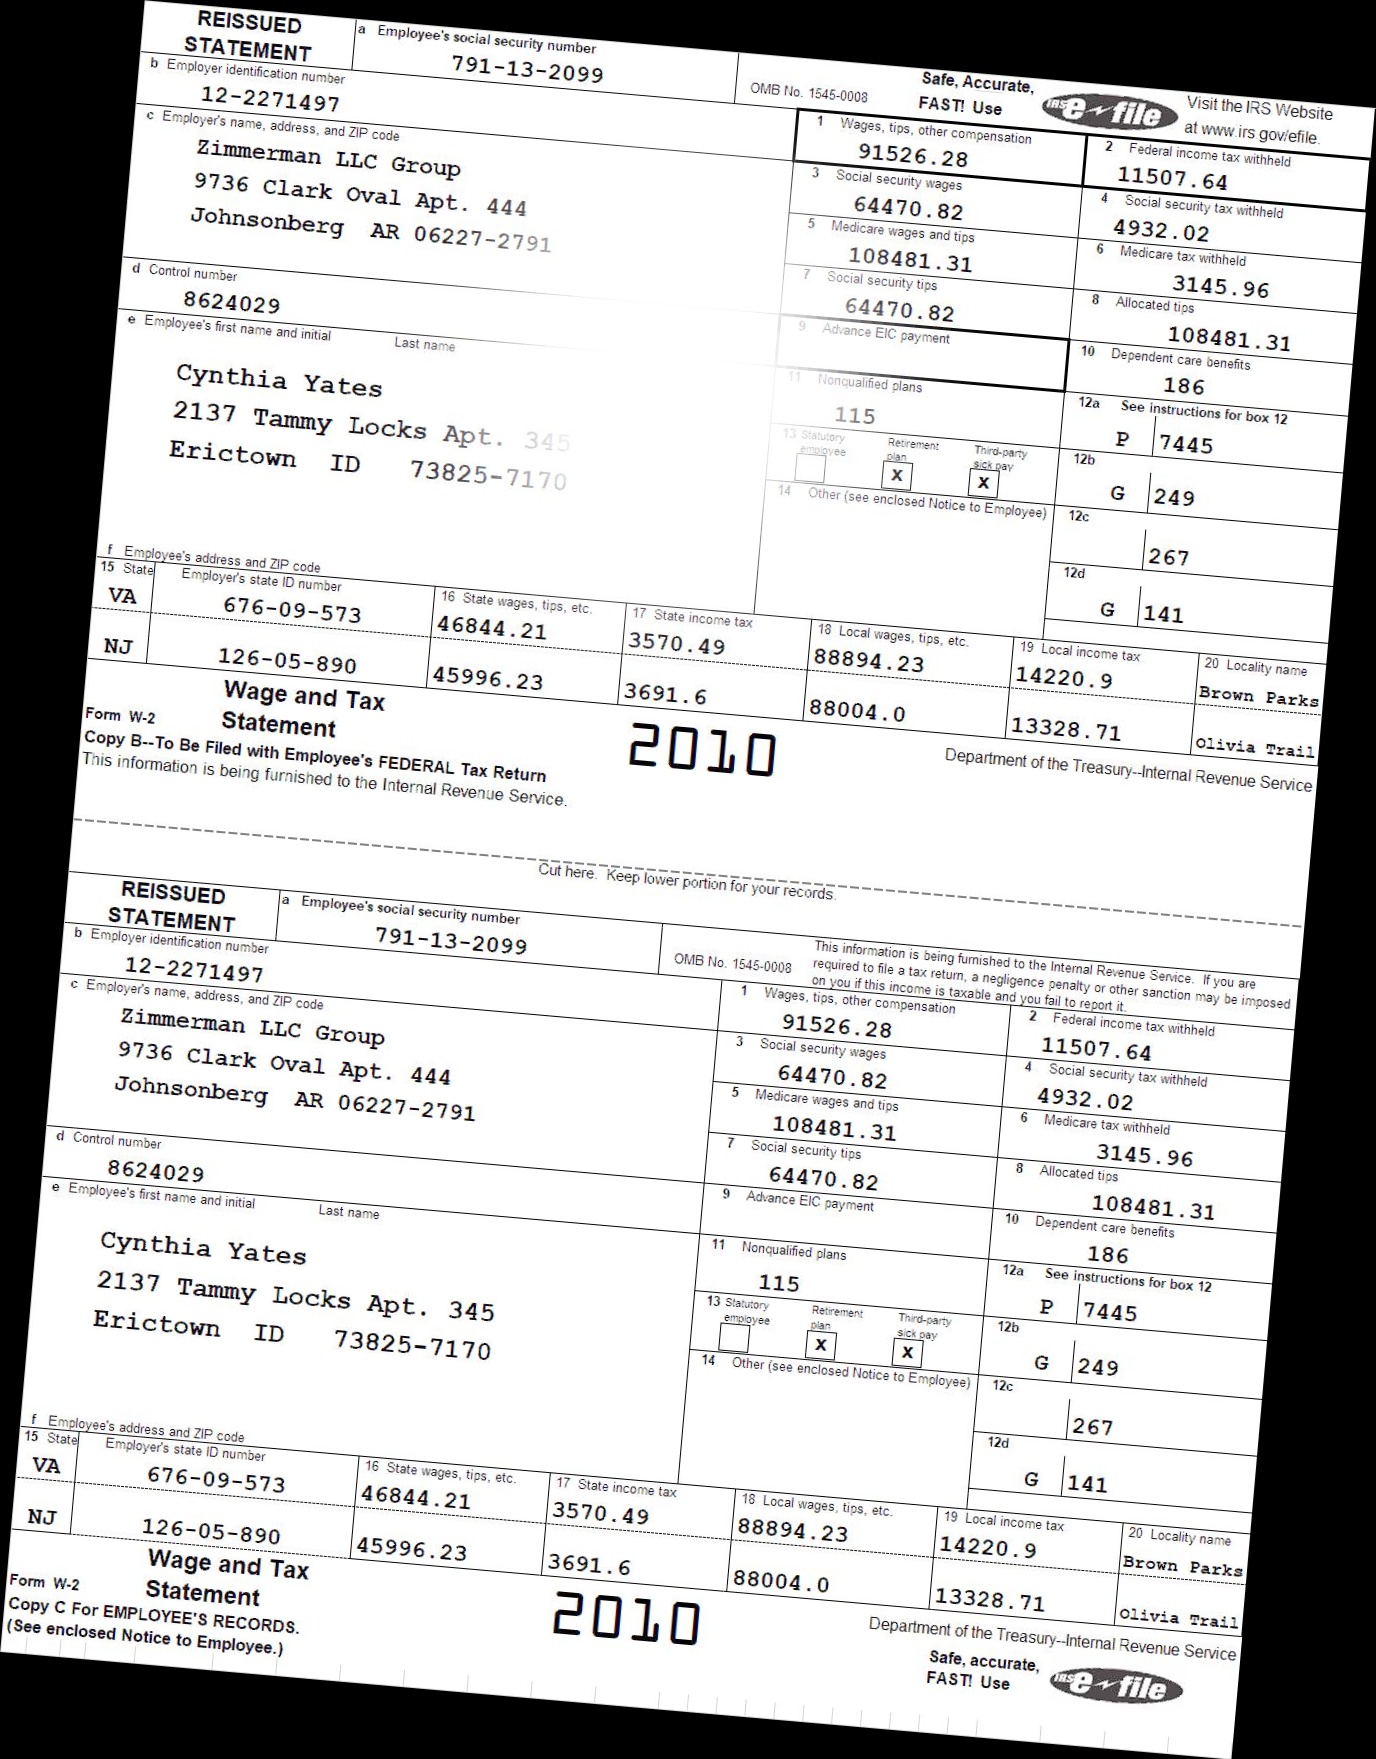 REISSUED
STATEMENT
a Employee's social security number
791-13-2099
OMB No. 1545-0008
Safe, Accurate,
FAST! Use
IRS e-file
Visit the IRS Website
at www.irs.gov/efile.
b Employer identification number
12-2271497
c Employer's name, address, and ZIP code
Zimmerman LLC Group
9736 Clark Oval Apt. 444
Johnsonberg AR 06227-2791
1 Wages, tips, other compensation
91526.28
2 Federal income tax withheld
11507.64
3 Social security wages
64470.82
4 Social security tax withheld
4932.02
5 Medicare wages and tips
108481.31
6 Medicare tax withheld
3145.96
d Control number
8624029
7 Social security tips
64470.82
8 Allocated tips
108481.31
e Employee's first name and initial Last name
Cynthia Yates
2137 Tammy Locks Apt. 345
Erictown ID 73825-7170
9 Advance EIC payment
10 Dependent care benefits
186
11 Nonqualified plans
115
12a See instructions for box 12
P 7445
13 Statutory employee Retirement plan Third-party sick pay
X X
12b
G 249
14 Other (see enclosed Notice to Employee)
12c
267
12d
G 141
f Employee's address and ZIP code
15 State Employer's state ID number
16 State wages, tips, etc.
17 State income tax
18 Local wages, tips, etc.
19 Local income tax
20 Locality name
VA 676-09-573 46844.21 3570.49 88894.23 14220.9 Brown Parks
NJ 126-05-890 45996.23 3691.6 88004.0 13328.71 Olivia Trail
Form W-2
Wage and Tax
Statement
2010
Department of the Treasury--Internal Revenue Service
Copy B--To Be Filed with Employee's FEDERAL Tax Return
This information is being furnished to the Internal Revenue Service.
Cut here. Keep lower portion for your records.
REISSUED
STATEMENT
a Employee's social security number
791-13-2099
OMB No. 1545-0008
This information is being furnished to the Internal Revenue Service. If you are
required to file a tax return, a negligence penalty or other sanction may be imposed
on you if this income is taxable and you fail to report it.
b Employer identification number
12-2271497
c Employer's name, address, and ZIP code
Zimmerman LLC Group
9736 Clark Oval Apt. 444
Johnsonberg AR 06227-2791
1 Wages, tips, other compensation
91526.28
2 Federal income tax withheld
11507.64
3 Social security wages
64470.82
4 Social security tax withheld
4932.02
5 Medicare wages and tips
108481.31
6 Medicare tax withheld
3145.96
d Control number
8624029
7 Social security tips
64470.82
8 Allocated tips
108481.31
e Employee's first name and initial Last name
Cynthia Yates
2137 Tammy Locks Apt. 345
Erictown ID 73825-7170
9 Advance EIC payment
10 Dependent care benefits
186
11 Nonqualified plans
115
12a See instructions for box 12
P 7445
13 Statutory employee Retirement plan Third-party sick pay
X X
12b
G 249
14 Other (see enclosed Notice to Employee)
12c
267
12d
G 141
f Employee's address and ZIP code
15 State Employer's state ID number
16 State wages, tips, etc.
17 State income tax
18 Local wages, tips, etc.
19 Local income tax
20 Locality name
VA 676-09-573 46844.21 3570.49 88894.23 14220.9 Brown Parks
NJ 126-05-890 45996.23 3691.6 88004.0 13328.71 Olivia Trail
Form W-2
Wage and Tax
Statement
2010
Department of the Treasury--Internal Revenue Service
Copy C For EMPLOYEE'S RECORDS.
(See enclosed Notice to Employee.)
Safe, accurate,
FAST! Use
IRS e-file